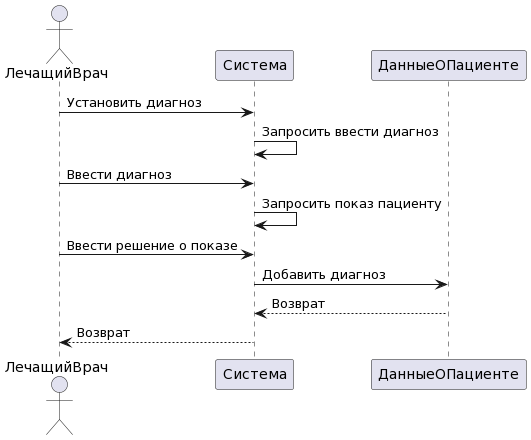 ЛечащийВрач
Система
ДанныеОПациенте
Установить диагноз
Запросить ввести диагноз
Ввести диагноз
Запросить показ пациенту
Ввести решение о показе
Добавить диагноз
Возврат
Возврат
ЛечащийВрач
Система
ДанныеОПациенте